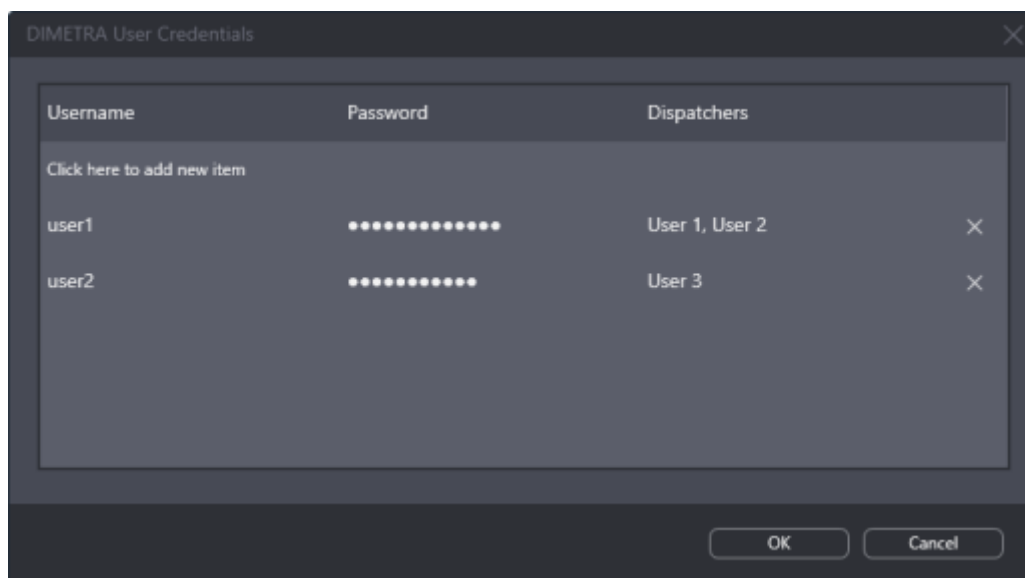 DIMETRA User Credentials
Username Password Dispatchers
Click here to add new item
user1 ●●●●●●●●●●●●● User 1, User 2
user2 ●●●●●●●●●●● User 3
OK Cancel